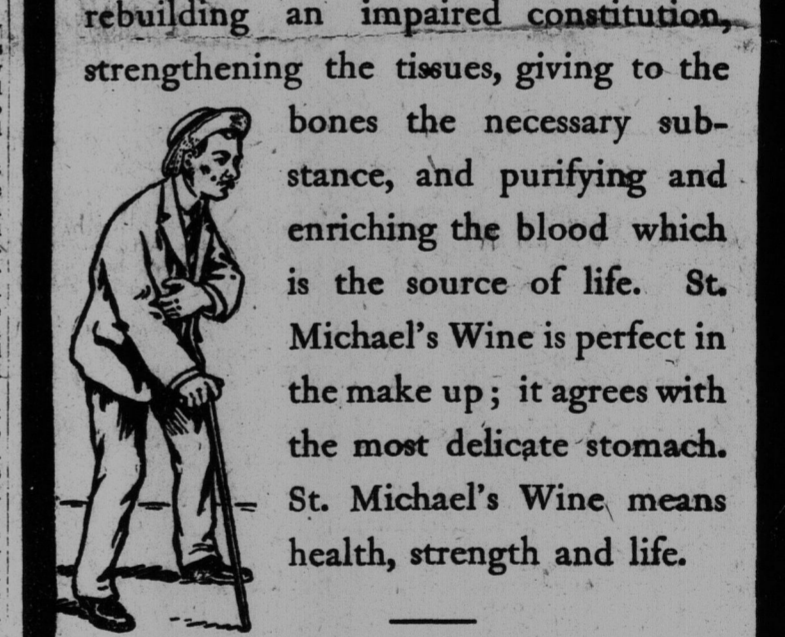 rebuilding an impaired constitution,
strengthening the tissues, giving to the
bones the necessary sub-
stance, and purifying and
enriching the blood which
is the source of life. St.
Michael's Wine is perfect in
the make up; it agrees with
the most delicate stomach.
St. Michael's Wine means
health, strength and life.